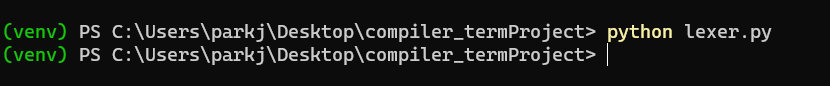 (venv) PS C:\Users\parkj\Desktop\compiler_termProject> python lexer.py
(venv) PS C:\Users\parkj\Desktop\compiler_termProject>